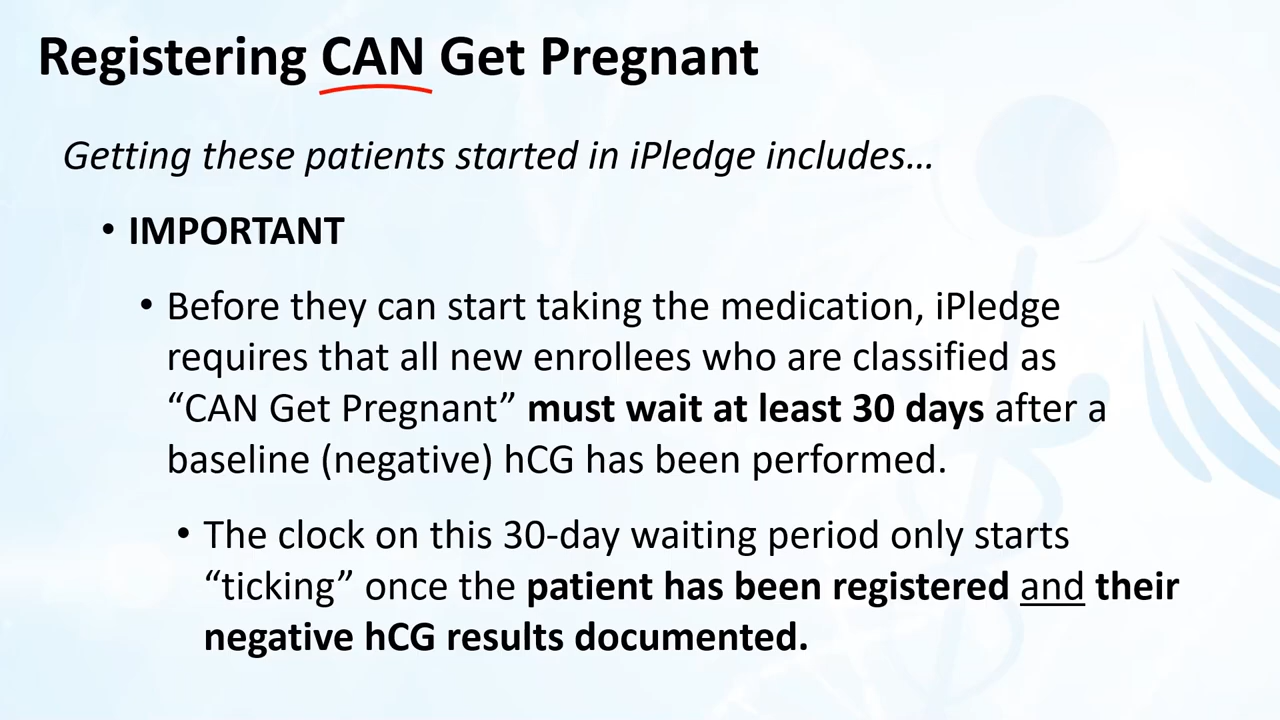 Registering CAN Get Pregnant
Getting these patients started in iPledge includes...
• IMPORTANT
• Before they can start taking the medication, iPledge
requires that all new enrollees who are classified as
“CAN Get Pregnant” must wait at least 30 days after a
baseline (negative) hCG has been performed.
• The clock on this 30-day waiting period only starts
“ticking” once the patient has been registered and their
negative hCG results documented.